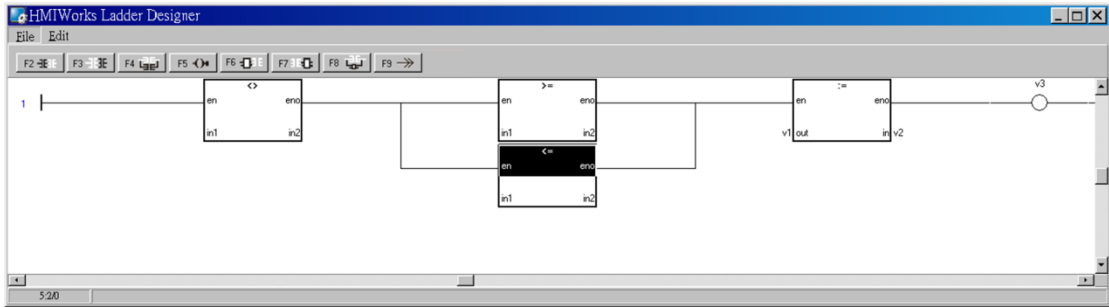 HMIWorks Ladder Designer
File Edit
F2 F3 F4 F5 F6 F7 F8 F9
<> >= := v3
1 en eno en eno en eno
in1 in2 in1 in2 v1 out in v2
<=
en eno
in1 in2
5:2/0